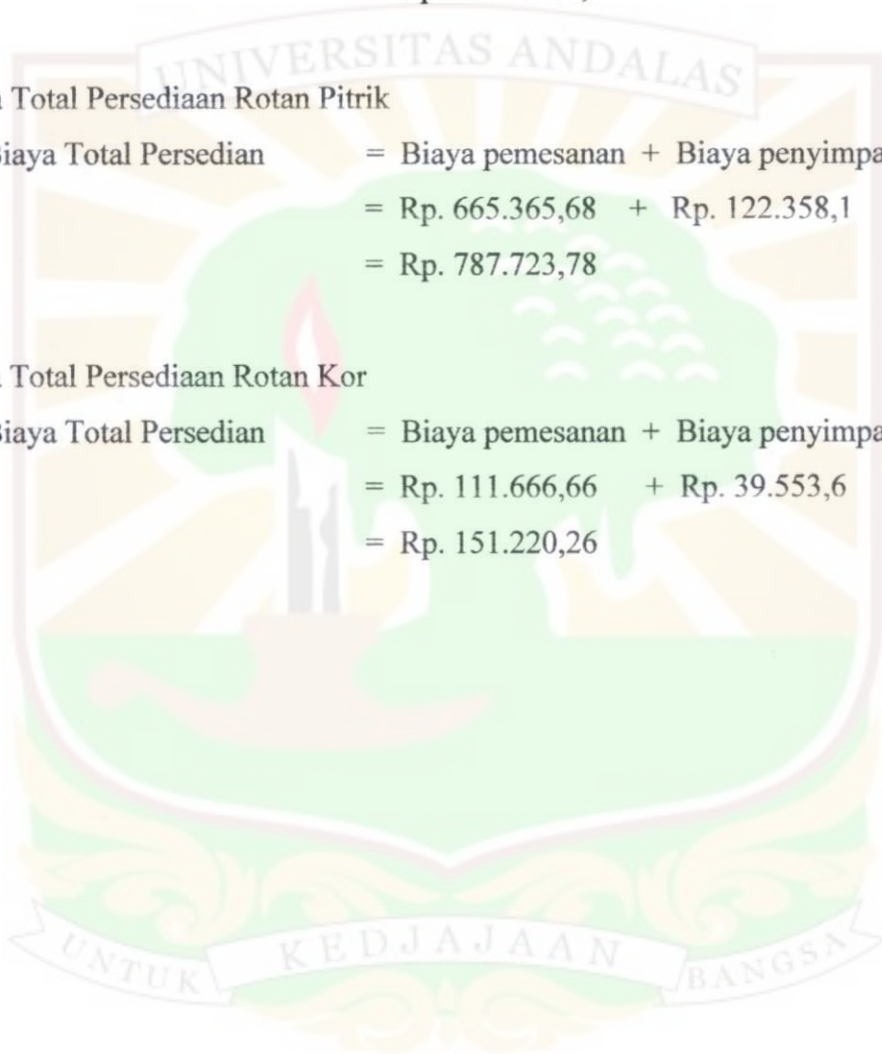 UNIVERSITAS ANDALAS
Total Persediaan Rotan Pitrik
Biaya Total Persedian = Biaya pemesanan + Biaya
= Rp. 665.365,68 + Rp. 122.358,1
= Rp. 787.723,78
Total Persediaan Rotan Kor
Biaya Total Persedian = Biaya pemesanan + Biaya
= Rp. 111.666,66 + Rp. 39.553,6
= Rp. 151.220,26
UNTUK KEDJAJAAN BANGSA